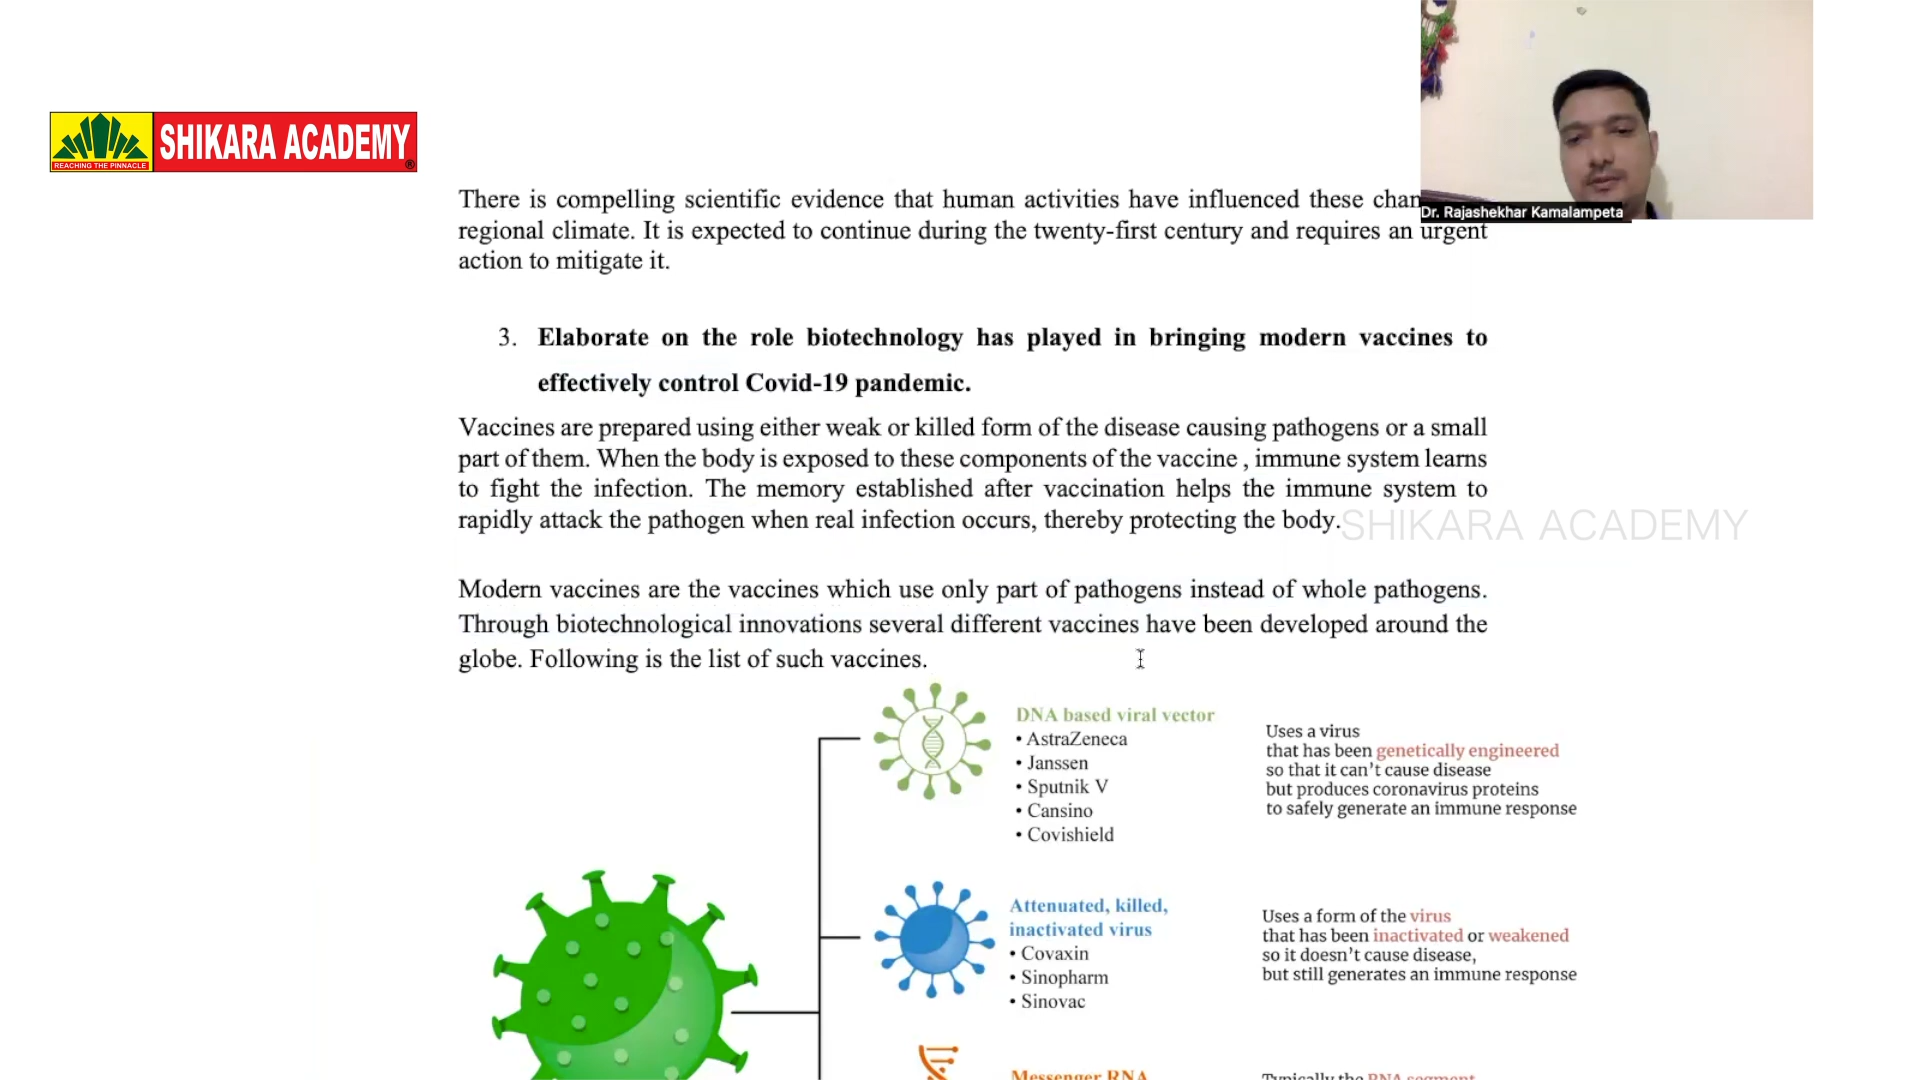 SHIKARA ACADEMY
REACHING THE PINNACLE
Dr. Rajashekhar Kamalampeta
There is compelling scientific evidence that human activities have influenced these
regional climate. It is expected to continue during the twenty-first century and requires an urgent
action to mitigate it.
3. Elaborate on the role biotechnology has played in bringing modern vaccines to
effectively control Covid-19 pandemic.
Vaccines are prepared using either weak or killed form of the disease causing pathogens or a small
part of them. When the body is exposed to these components of the vaccine , immune system learns
to fight the infection. The memory established after vaccination helps the immune system to
rapidly attack the pathogen when real infection occurs, thereby protecting the body.
SHIKARA ACADEMY
Modern vaccines are the vaccines which use only part of pathogens instead of whole pathogens.
Through biotechnological innovations several different vaccines have been developed around the
globe. Following is the list of such vaccines.
DNA based viral vector
• AstraZeneca
• Janssen
• Sputnik V
• Cansino
• Covishield
Uses a virus
that has been genetically engineered
so that it can't cause disease
but produces coronavirus proteins
to safely generate an immune response
Attenuated, killed,
inactivated virus
• Covaxin
• Sinopharm
• Sinovac
Uses a form of the virus
that has been inactivated or weakened
so it doesn't cause disease,
but still generates an immune response
Messenger RNA
Typically the RNA segment